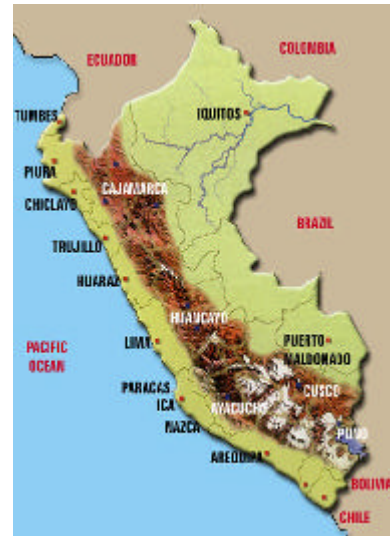 COLOMBIA
ECUADOR
TUMBES
IQUITOS
PIURA
CAJAMARCA
CHICLAYO
BRAZIL
TRUJILLO
HUARAZ
HUANCAYO
LIMA
PUERTO
MALDONADO
PACIFIC
OCEAN
CUSCO
PARACAS
ICA
AYACUCHO
NAZCA
PUNO
AREQUIPA
BOLIVIA
CHILE